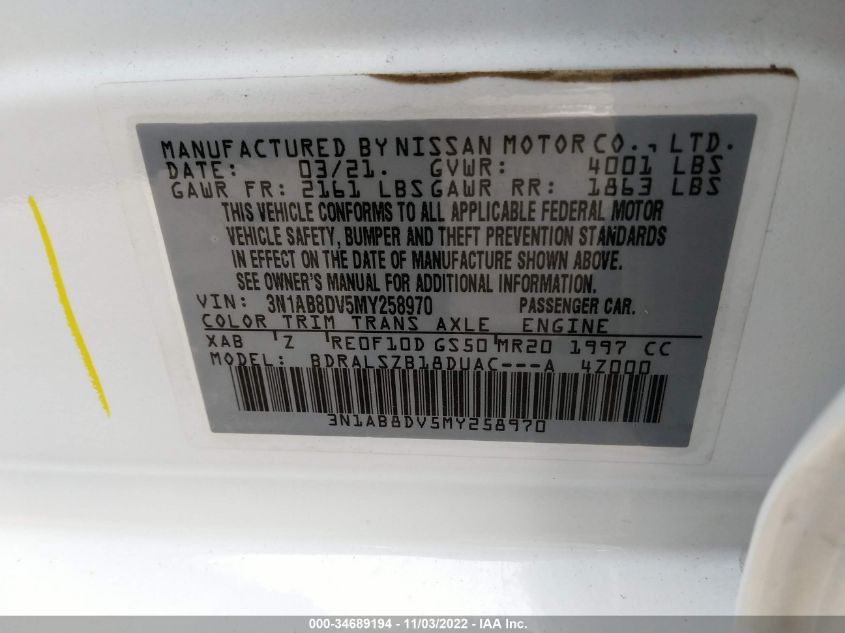 MANUFACTURED BY NISSAN MOTOR CO., LTD.
DATE: 03/21. GVWR: 4001 LBS
GAWR FR: 2161 LBS GAWR RR: 1863 LBS
THIS VEHICLE CONFORMS TO ALL APPLICABLE FEDERAL MOTOR
VEHICLE SAFETY, BUMPER AND THEFT PREVENTION STANDARDS
IN EFFECT ON THE DATE OF MANUFACTURE SHOWN ABOVE.
SEE OWNER'S MANUAL FOR ADDITIONAL INFORMATION.
VIN: 3N1AB8DV5MY258970 PASSENGER CAR.
COLOR TRIM TRANS AXLE ENGINE
XAB Z RE0F10D GS50 MR20 1997 CC
MODEL: BDRALSZB18DUAC---A 4Z000
3N1AB8DV5MY258970
000-34689194 - 11/03/2022 - IAA Inc.